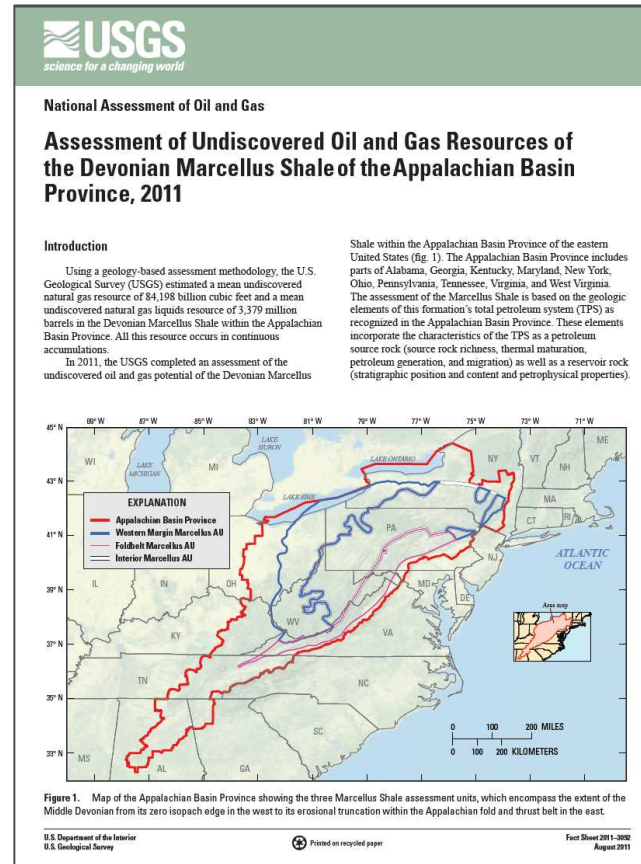 USGS
science for a changing world
National Assessment of Oil and Gas
Assessment of Undiscovered Oil and Gas Resources of
the Devonian Marcellus Shale of the Appalachian Basin
Province, 2011
Introduction
Using a geology-based assessment methodology, the U.S.
Geological Survey (USGS) estimated a mean undiscovered
natural gas resource of 84,198 billion cubic feet and a mean
undiscovered natural gas liquids resource of 3,379 million
barrels in the Devonian Marcellus Shale within the Appalachian
Basin Province. All this resource occurs in continuous
accumulations.
In 2011, the USGS completed an assessment of the
undiscovered oil and gas potential of the Devonian Marcellus
Shale within the Appalachian Basin Province of the eastern
United States (fig. 1). The Appalachian Basin Province includes
parts of Alabama, Georgia, Kentucky, Maryland, New York,
Ohio, Pennsylvania, Tennessee, Virginia, and West Virginia.
The assessment of the Marcellus Shale is based on the geologic
elements of this formation's total petroleum system (TPS) as
recognized in the Appalachian Basin Province. These elements
incorporate the characteristics of the TPS as a petroleum
source rock (source rock richness, thermal maturation,
petroleum generation, and migration) as well as a reservoir rock
(stratigraphic position and content and petrophysical properties).
89° W 87° W 85° W 83° W 81° W 79° W 77° W 75° W 73° W 71° W
45° N
43° N
41° N
39° N
37° N
35° N
33° N
WI
LAKE
MICHIGAN
MI
LAKE
HURON
LAKE ONTARIO
LAKE ERIE
NY
VT
NH
ME
MA
CT
RI
EXPLANATION
Appalachian Basin Province
Western Margin Marcellus AU
Foldbelt Marcellus AU
Interior Marcellus AU
PA
NJ
ATLANTIC
OCEAN
IL
IN
OH
MD
DE
WV
VA
KY
TN
NC
SC
MS
AL
GA
Area map
0 100 200 MILES
0 100 200 KILOMETERS
Figure 1. Map of the Appalachian Basin Province showing the three Marcellus Shale assessment units, which encompass the extent of the
Middle Devonian from its zero isopach edge in the west to its erosional truncation within the Appalachian fold and thrust belt in the east.
U.S. Department of the Interior
U.S. Geological Survey
Printed on recycled paper
Fact Sheet 2011–3092
August 2011